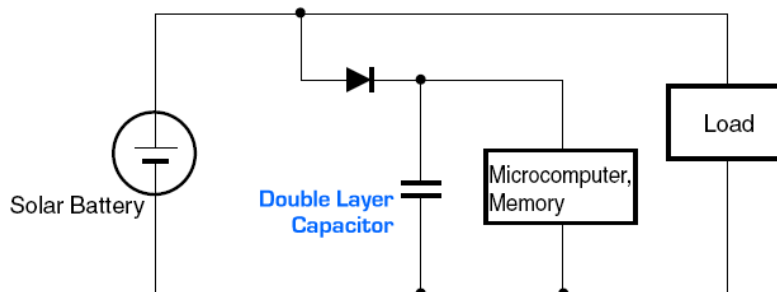 Solar Battery
Double Layer
Capacitor
Microcomputer,
Memory
Load